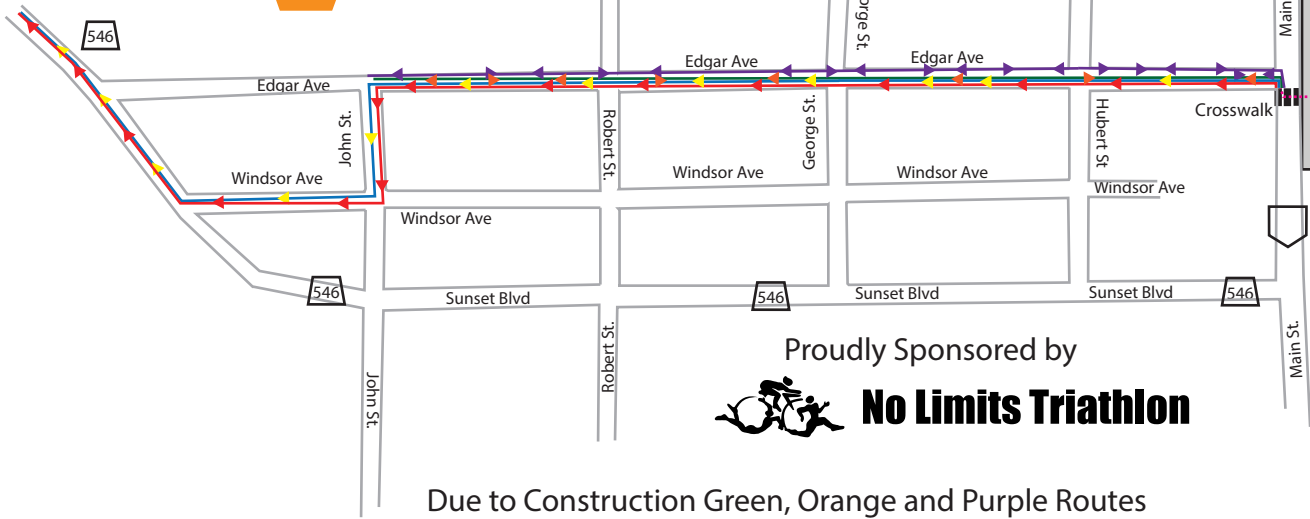 Main
546
orge St.
Edgar Ave
Edgar Ave
Edgar Ave
Crosswalk
John St.
Robert St.
George St.
Hubert St
Windsor Ave
Windsor Ave
Windsor Ave
Windsor Ave
Windsor Ave
546
Sunset Blvd
546
Sunset Blvd
Sunset Blvd
546
John St.
Robert St.
Main St.
Proudly Sponsored by
No Limits Triathlon
Due to Construction Green, Orange and Purple Routes